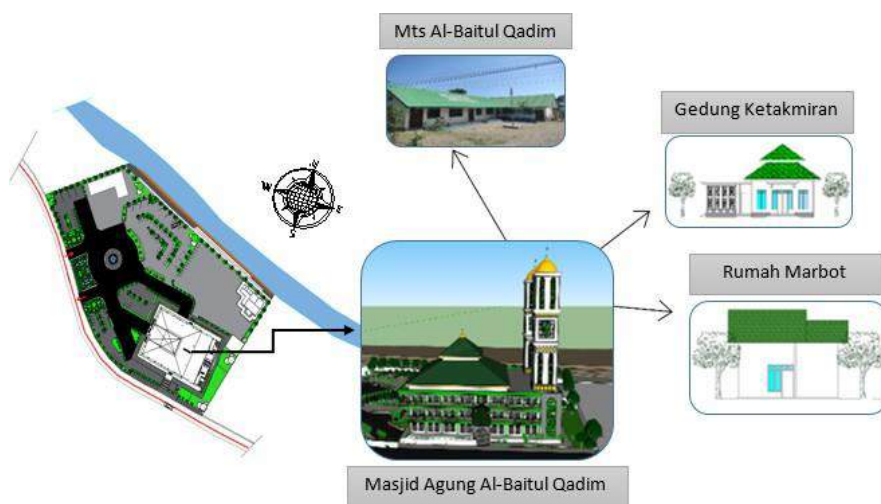 Mts Al-Baitul Qadim
Gedung Ketakmiran
W
E
S
Rumah Marbot
Masjid Agung Al-Baitul Qadim